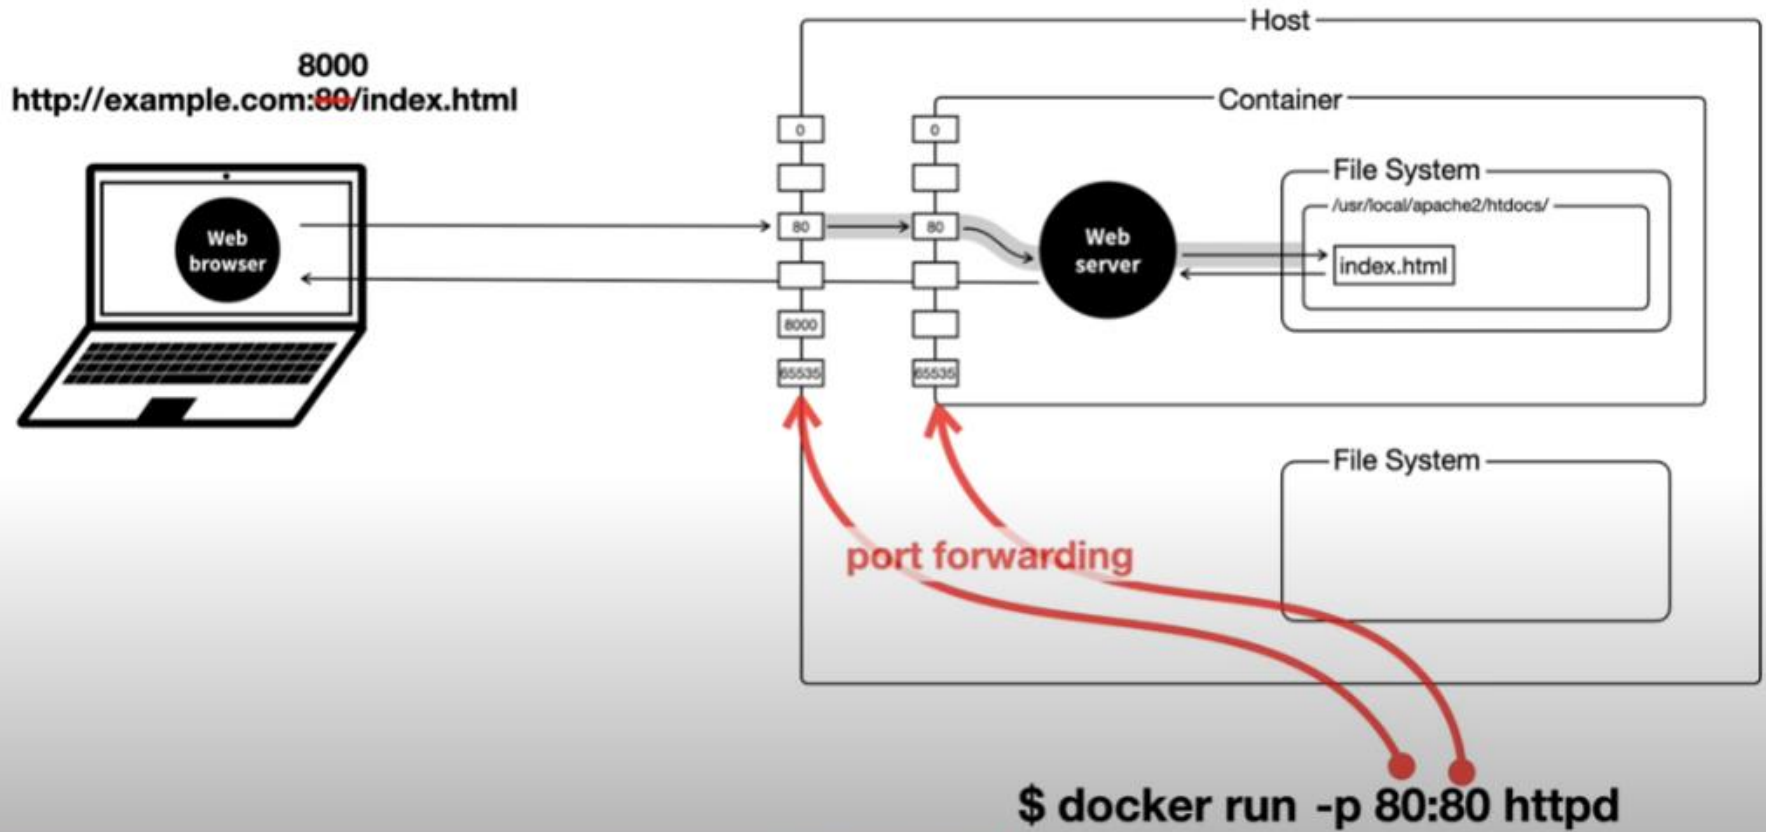 8000
http://example.com:80/index.html
Web
browser
Host
Container
0
80
8000
65535
0
80
65535
Web
server
File System
/usr/local/apache2/htdocs/
index.html
File System
port forwarding
$ docker run -p 80:80 httpd